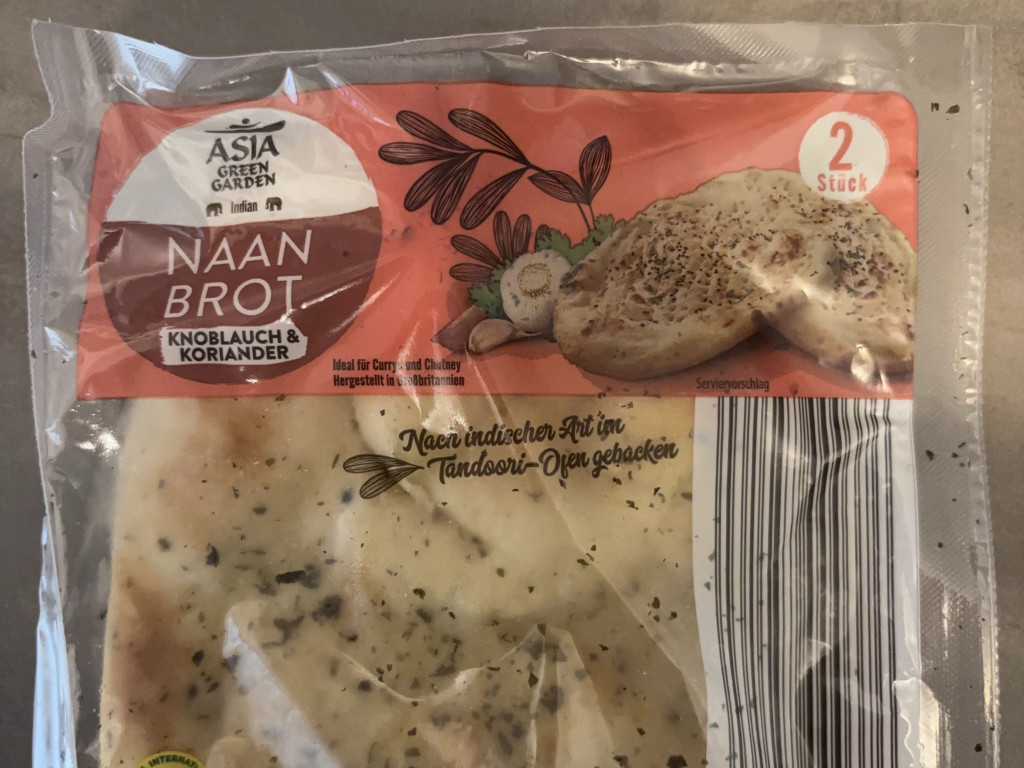 ASIA
GREEN
GARDEN
Indian
NAAN
BROT
KNOBLAUCH &
KORIANDER
2
Stück
Ideal für Currys und Chutney
Hergestellt in Großbritannien
Serviervorschlag
Nach indischer Art im
Tandoori-Ofen gebacken